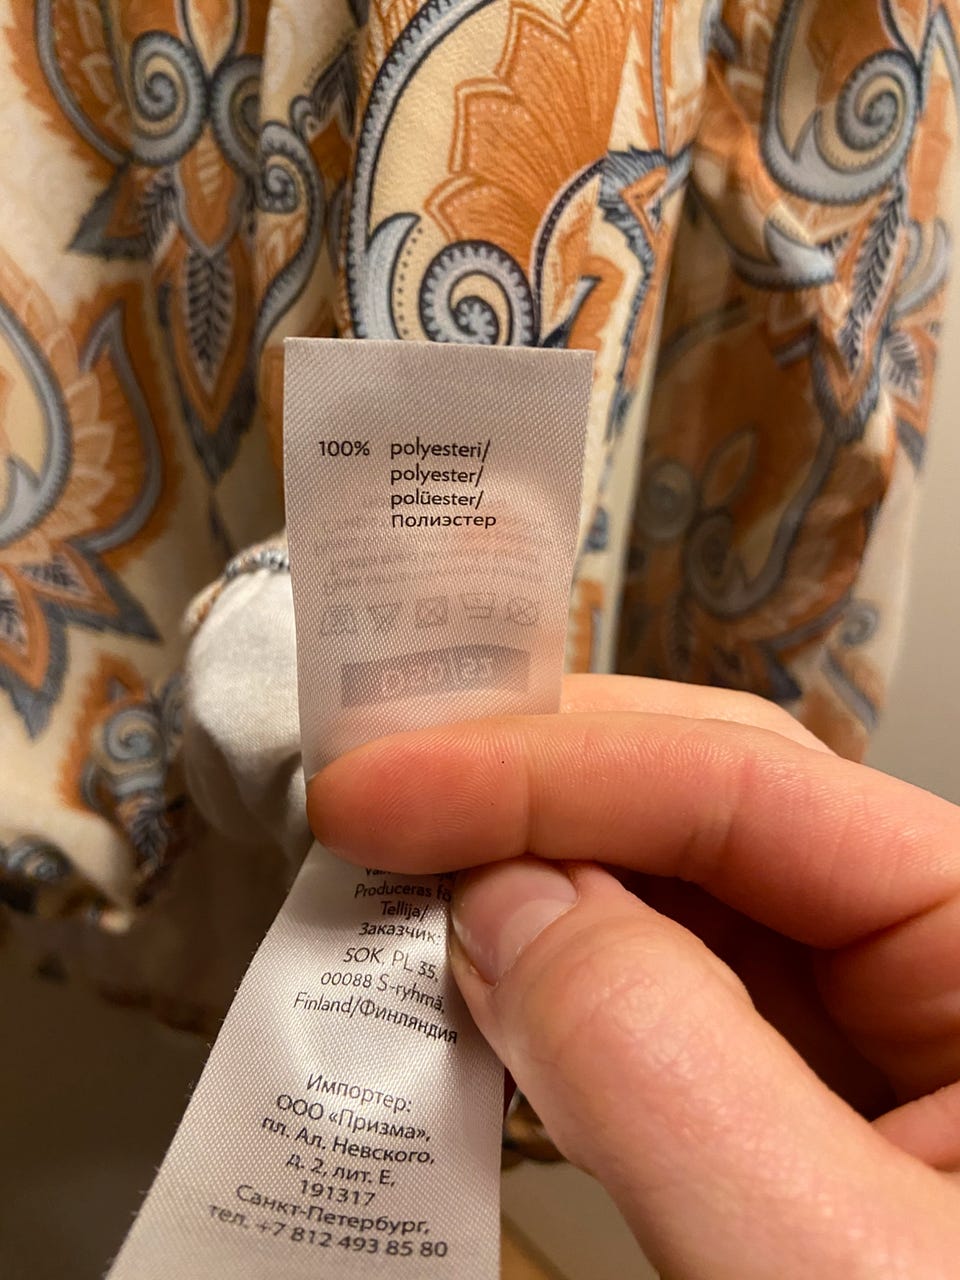 100% polyesteri/
polyester/
polüester/
Полиэстер
Produceras fö
Tellija/
Заказчик:
SOK, PL 35,
00088 S-ryhmä,
Finland/Финляндия
Импортер:
ООО «Призма»,
пл. Ал. Невского,
д. 2, лит. Е,
191317
Санкт-Петербург,
тел. +7 812 493 85 80